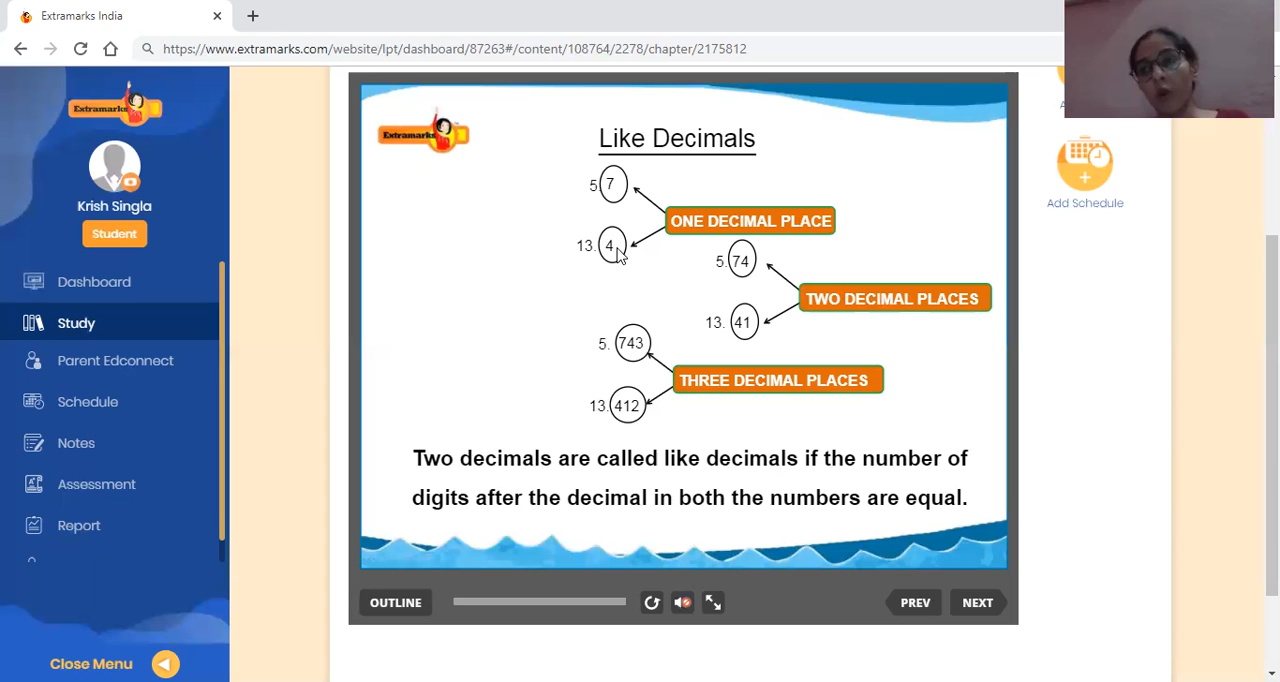 Extramarks India
https://www.extramarks.com/website/lpt/dashboard/87263#/content/108764/2278/chapter/2175812
Extramarks
Krish Singla
Student
Dashboard
Study
Parent Edconnect
Schedule
Notes
Assessment
Report
Close Menu
Extramarks
Like Decimals
5.7
ONE DECIMAL PLACE
13.4
5.74
TWO DECIMAL PLACES
13.41
5.743
THREE DECIMAL PLACES
13.412
Two decimals are called like decimals if the number of
digits after the decimal in both the numbers are equal.
OUTLINE
PREV
NEXT
Add Schedule